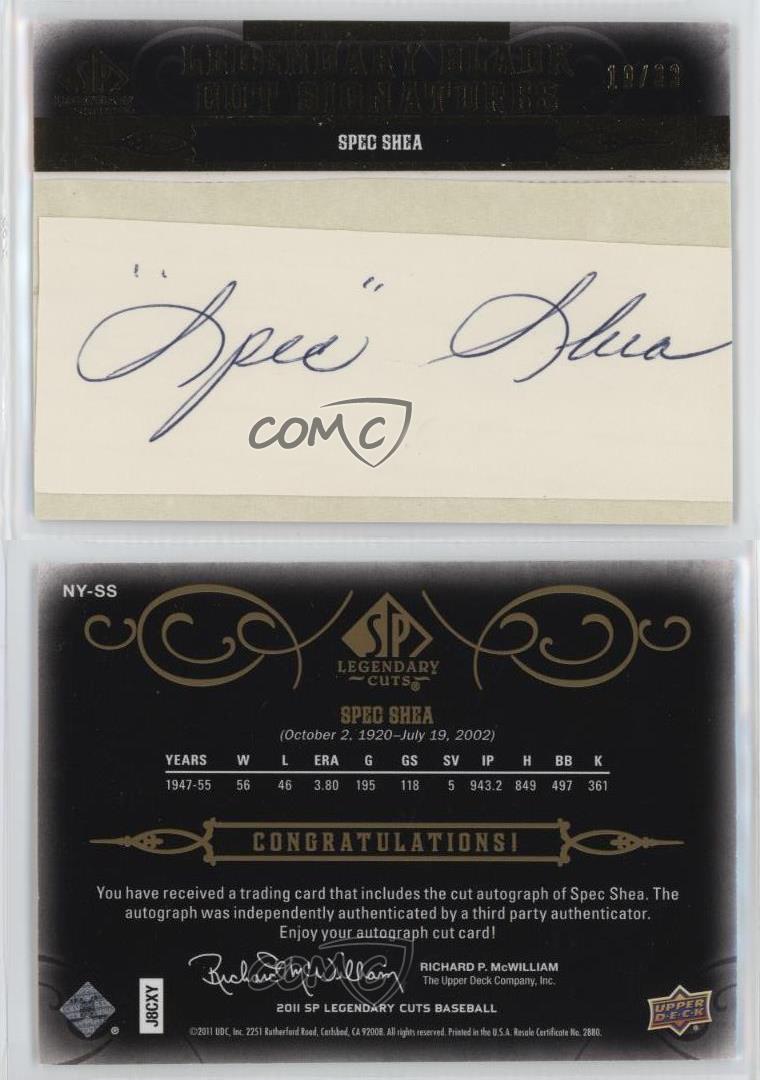 SP
LEGENDARY BLACK
CUT SIGNATURES
SPEC SHEA
"Spec" Shea
COMC
NY-SS
SP
LEGENDARY
CUTS®
SPEC SHEA
(October 2, 1920–July 19, 2002)
YEARS W L ERA G GS SV IP H BB K
1947-55 56 46 3.80 195 118 5 943.2 849 497 361
CONGRATULATIONS!
You have received a trading card that includes the cut autograph of Spec Shea. The
autograph was independently authenticated by a third party authenticator.
Enjoy your autograph cut card!
Richard McWilliam
RICHARD P. McWILLIAM
The Upper Deck Company, Inc.
J8CXY
2011 SP LEGENDARY CUTS BASEBALL
UPPER
DECK
©2011 UDC, Inc. 2251 Rutherford Road, Carlsbad, CA 92008. All rights reserved. Printed in the U.S.A. Resale Certificate No. 2880.